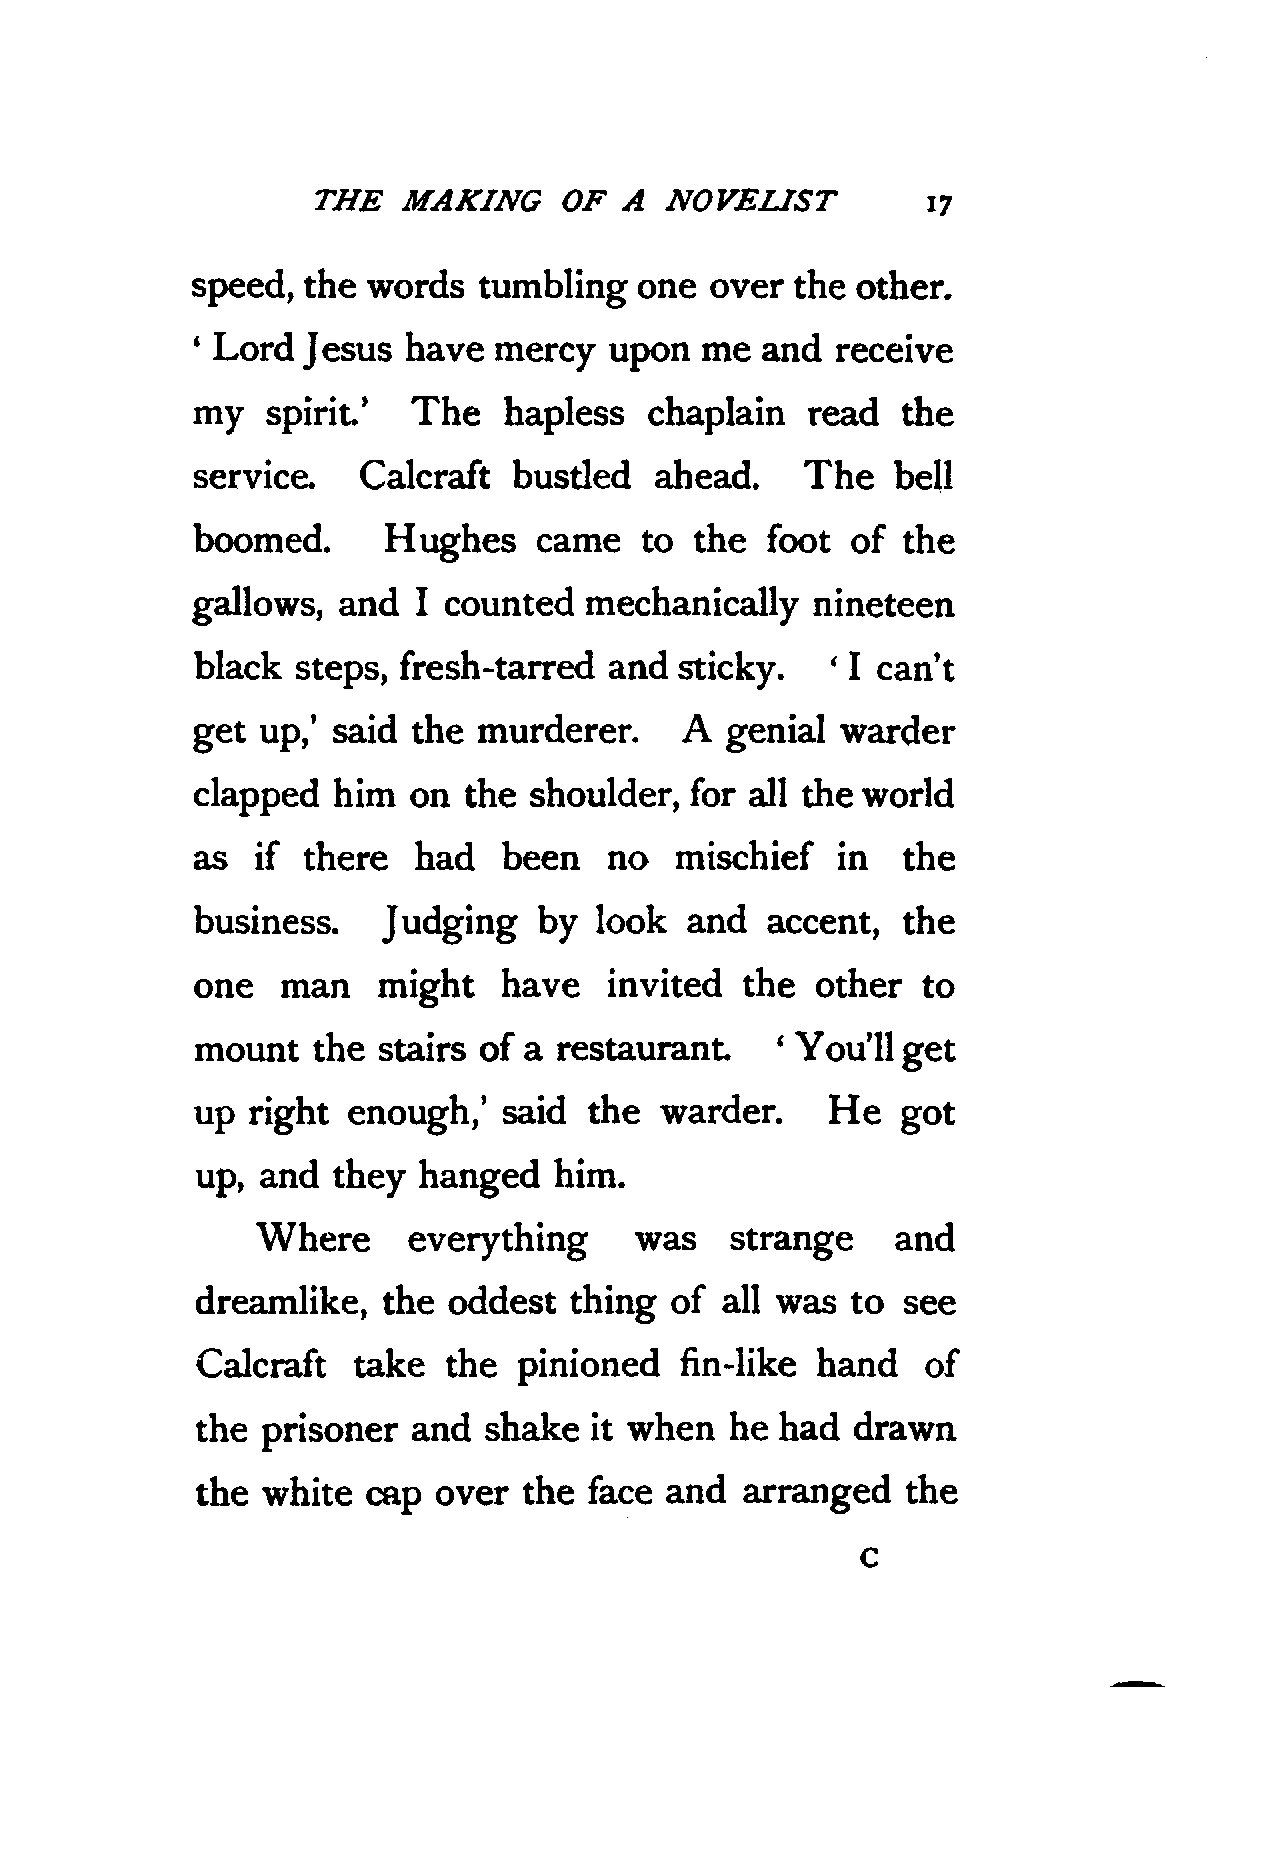 THE MAKING OF A NOVELIST 17
speed, the words tumbling one over the other.
‘ Lord Jesus have mercy upon me and receive
my spirit.’ The hapless chaplain read the
service. Calcraft bustled ahead. The bell
boomed. Hughes came to the foot of the
gallows, and I counted mechanically nineteen
black steps, fresh-tarred and sticky. ‘ I can’t
get up,’ said the murderer. A genial warder
clapped him on the shoulder, for all the world
as if there had been no mischief in the
business. Judging by look and accent, the
one man might have invited the other to
mount the stairs of a restaurant. ‘ You’ll get
up right enough,’ said the warder. He got
up, and they hanged him.
Where everything was strange and
dreamlike, the oddest thing of all was to see
Calcraft take the pinioned fin-like hand of
the prisoner and shake it when he had drawn
the white cap over the face and arranged the
C